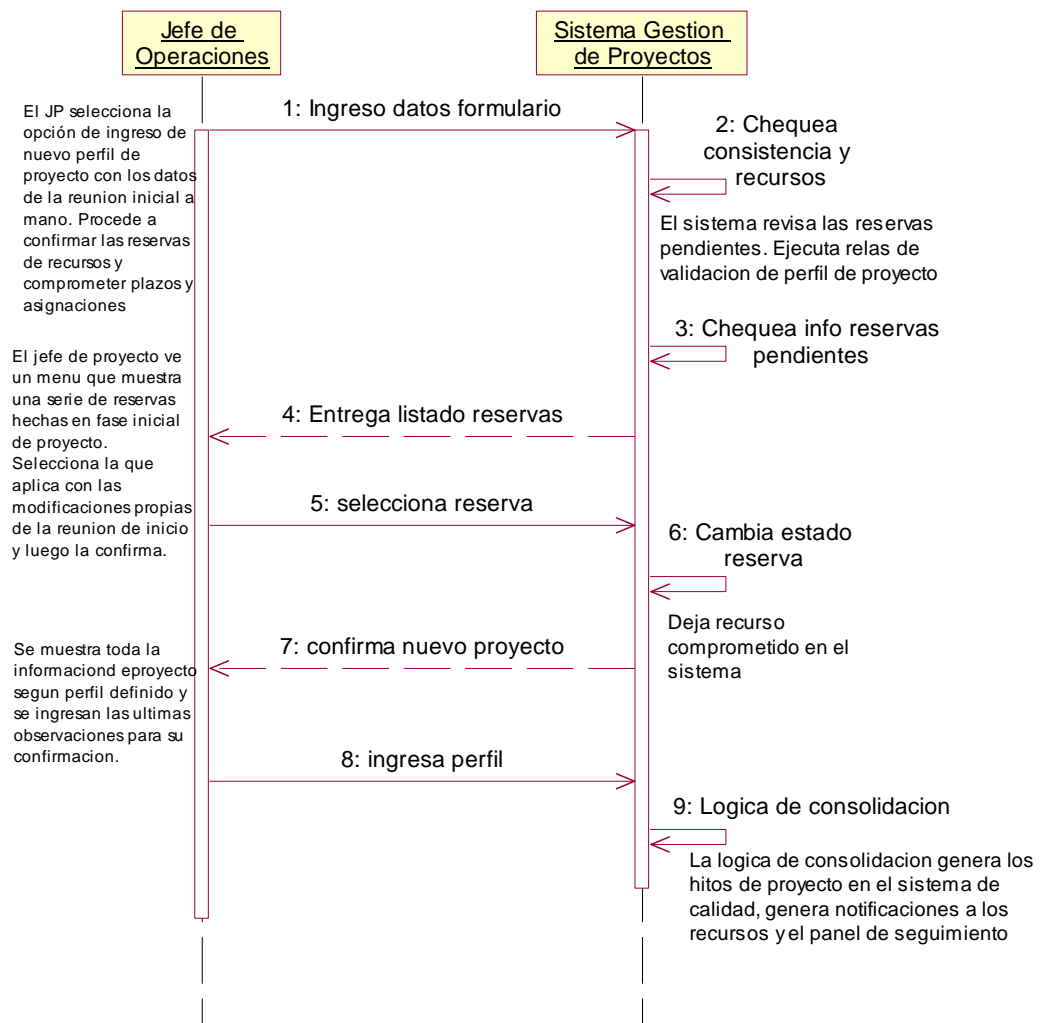 Jefe de
Operaciones
Sistema Gestion
de Proyectos
El JP selecciona la
opción de ingreso de
nuevo perfil de
proyecto con los datos
de la reunion inicial a
mano. Procede a
confirmar las reservas
de recursos y
comprometer plazos y
asignaciones
1: Ingreso datos formulario
2: Chequea
consistencia y
recursos
El sistema revisa las reservas
pendientes. Ejecuta relas de
validacion de perfil de proyecto
3: Chequea info reservas
pendientes
El jefe de proyecto ve
un menu que muestra
una serie de reservas
hechas en fase inicial
de proyecto.
Selecciona la que
aplica con las
modificaciones propias
de la reunion de inicio
y luego la confirma.
4: Entrega listado reservas
5: selecciona reserva
6: Cambia estado
reserva
Deja recurso
comprometido en el
sistema
7: confirma nuevo proyecto
Se muestra toda la
informaciond eproyecto
segun perfil definido y
se ingresan las ultimas
observaciones para su
confirmacion.
8: ingresa perfil
9: Logica de consolidacion
La logica de consolidacion genera los
hitos de proyecto en el sistema de
calidad, genera notificaciones a los
recursos y el panel de seguimiento